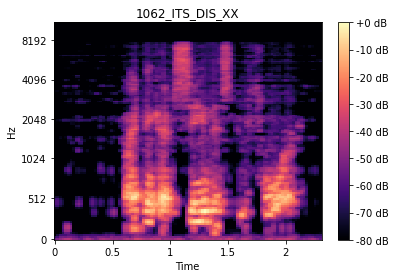 1062_ITS_DIS_XX
+0 dB
8192
-10 dB
4096
-20 dB
-30 dB
2048
Hz
-40 dB
1024
-50 dB
512
-60 dB
-70 dB
0
-80 dB
0 0.5 1 1.5 2
Time